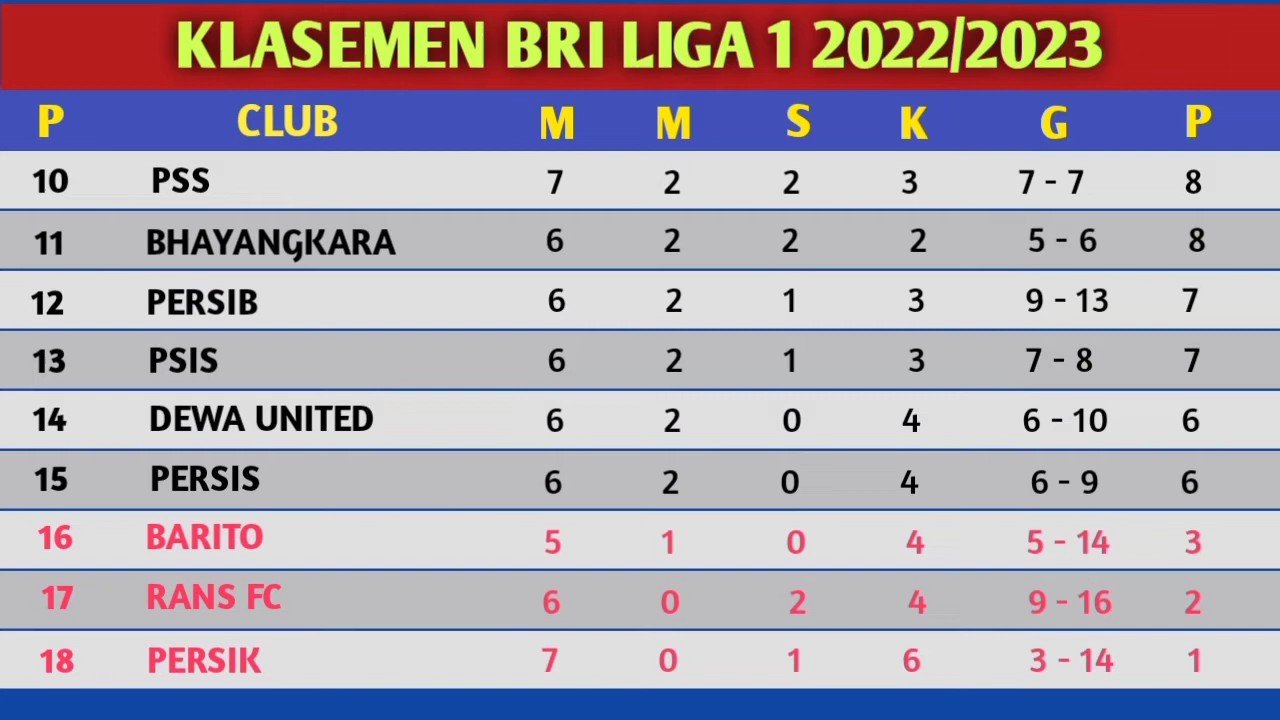 KLASEMEN BRI LIGA 1 2022/2023
P CLUB M M S K G P
10 PSS 7 2 2 3 7 - 7 8
11 BHAYANGKARA 6 2 2 2 5 - 6 8
12 PERSIB 6 2 1 3 9 - 13 7
13 PSIS 6 2 1 3 7 - 8 7
14 DEWA UNITED 6 2 0 4 6 - 10 6
15 PERSIS 6 2 0 4 6 - 9 6
16 BARITO 5 1 0 4 5 - 14 3
17 RANS FC 6 0 2 4 9 - 16 2
18 PERSIK 7 0 1 6 3 - 14 1